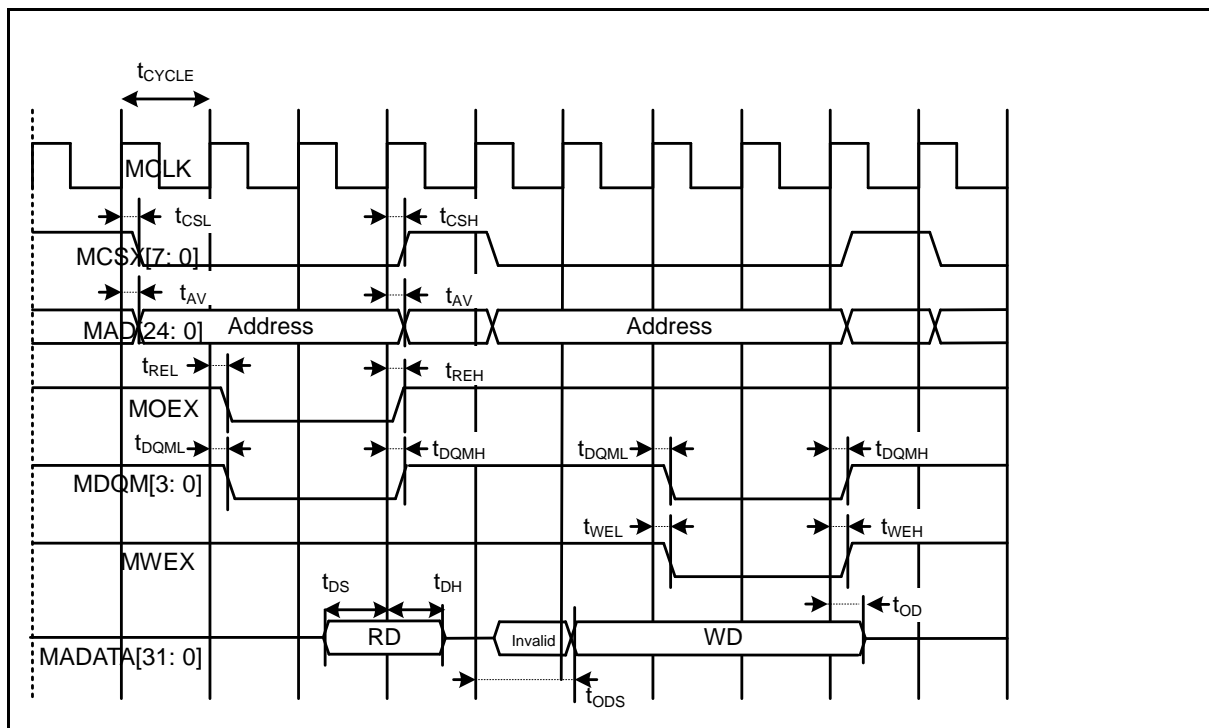 tCYCLE
MCLK
tCSL tCSH
MCSX[7: 0]
tAV tAV
MAD[24: 0] Address Address
tREL tREH
MOEX
tDQML tDQMH tDQML tDQMH
MDQM[3: 0]
tWEL tWEH
MWEX
tDS tDH tOD
RD Invalid WD
MADATA[31: 0]
tODS